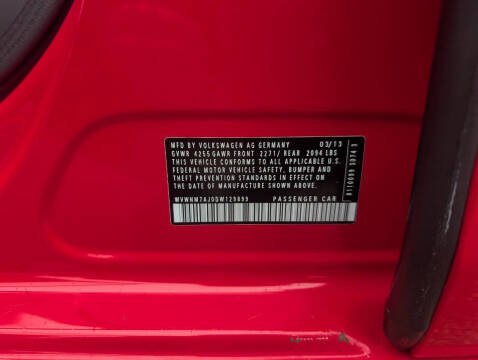 MFD BY VOLKSWAGEN AG GERMANY 03/13
GVWR 4255 GAWR FRONT 2271/ REAR 2094 LBS
THIS VEHICLE CONFORMS TO ALL APPLICABLE U.S.
FEDERAL MOTOR VEHICLE SAFETY, BUMPER AND
THEFT PREVENTION STANDARDS IN EFFECT ON
THE DATE OF MANUFACTURE SHOWN ABOVE.
PASSENGER CAR